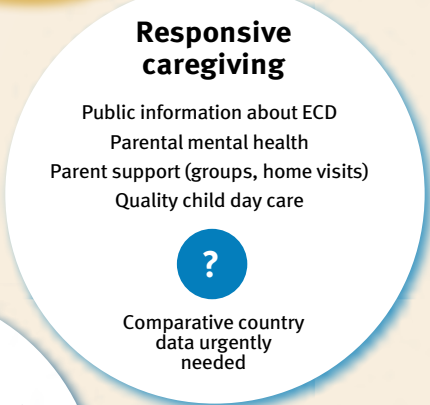 Responsive
caregiving
Public information about ECD
Parental mental health
Parent support (groups, home visits)
Quality child day care
?
Comparative country
data urgently
needed